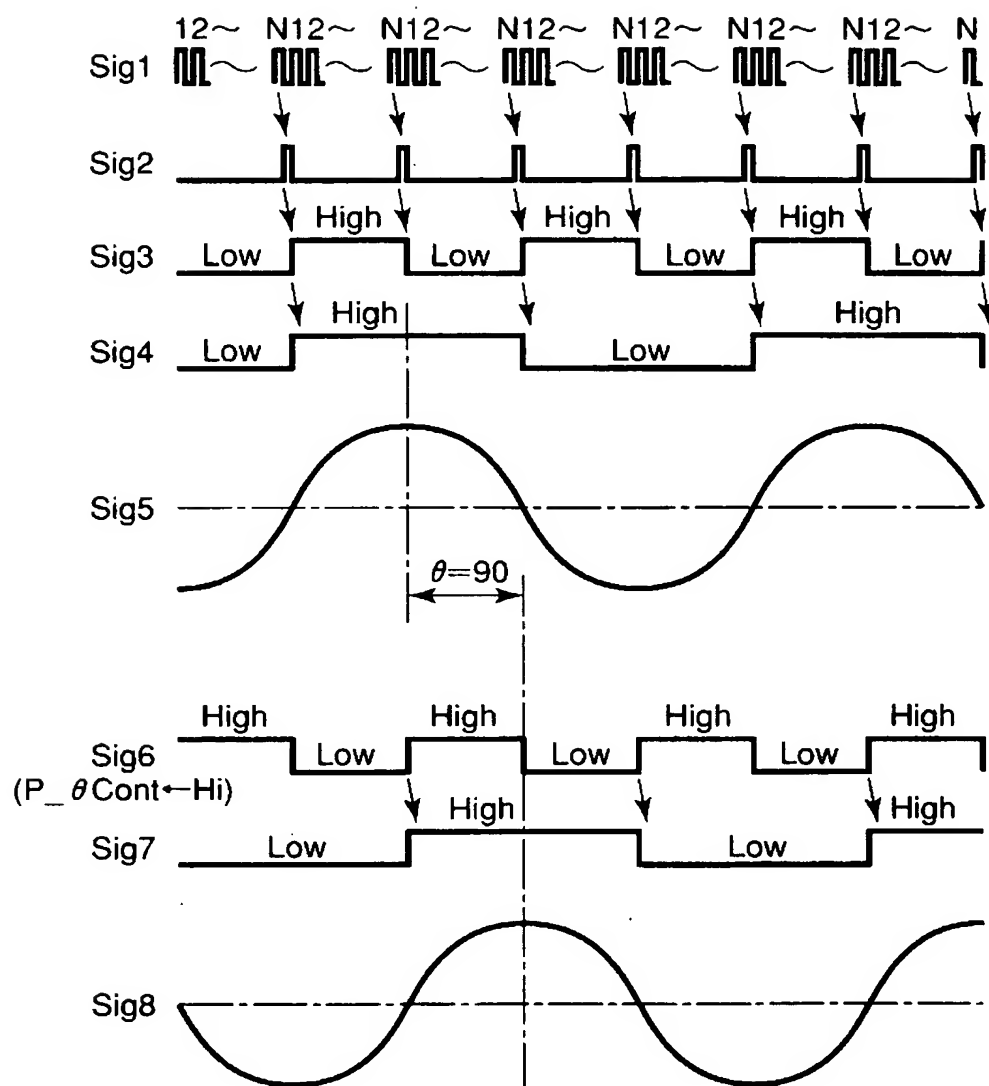 12～ N12～ N12～ N12～ N12～ N12～ N12～ N
Sig1
Sig2
High High High
Sig3 Low Low Low Low
High High
Sig4 Low Low
Sig5
θ=90
High High High High
Sig6 Low Low Low
(P_θCont←Hi)
High High
Sig7 Low Low
Sig8